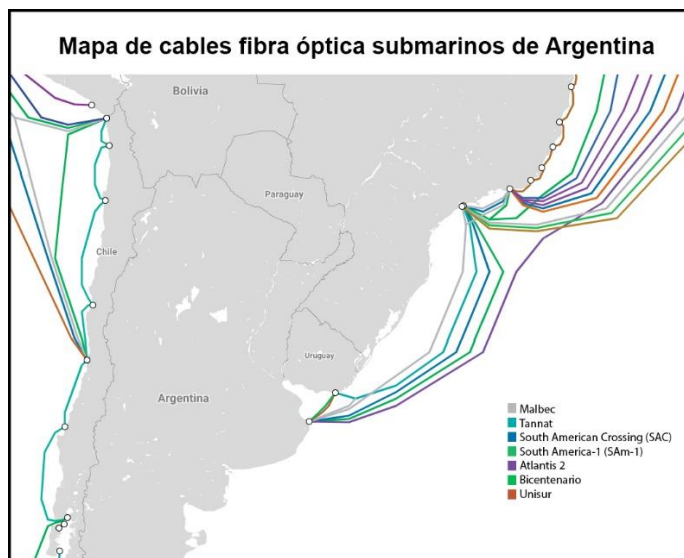 Mapa de cables fibra óptica submarinos de Argentina
Bolivia
Paraguay
Chile
Uruguay
Argentina
Malbec
Tannat
South American Crossing (SAC)
South America-1 (SAm-1)
Atlantis 2
Bicentenario
Unisur